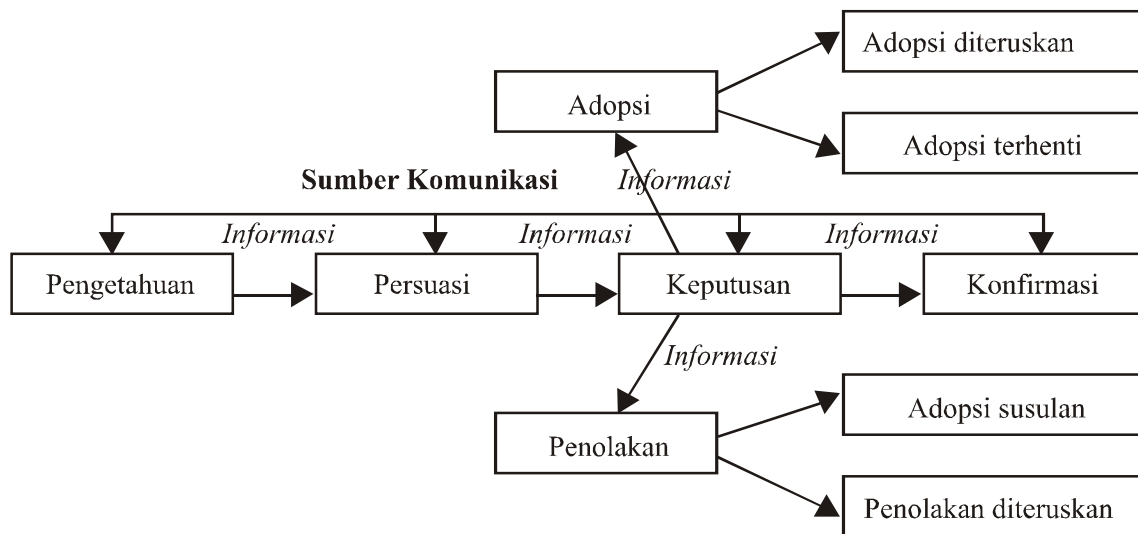 Adopsi diteruskan
Adopsi
Adopsi terhenti
Sumber Komunikasi
Informasi
Informasi
Informasi
Informasi
Pengetahuan
Persuasi
Keputusan
Konfirmasi
Informasi
Adopsi susulan
Penolakan
Penolakan diteruskan